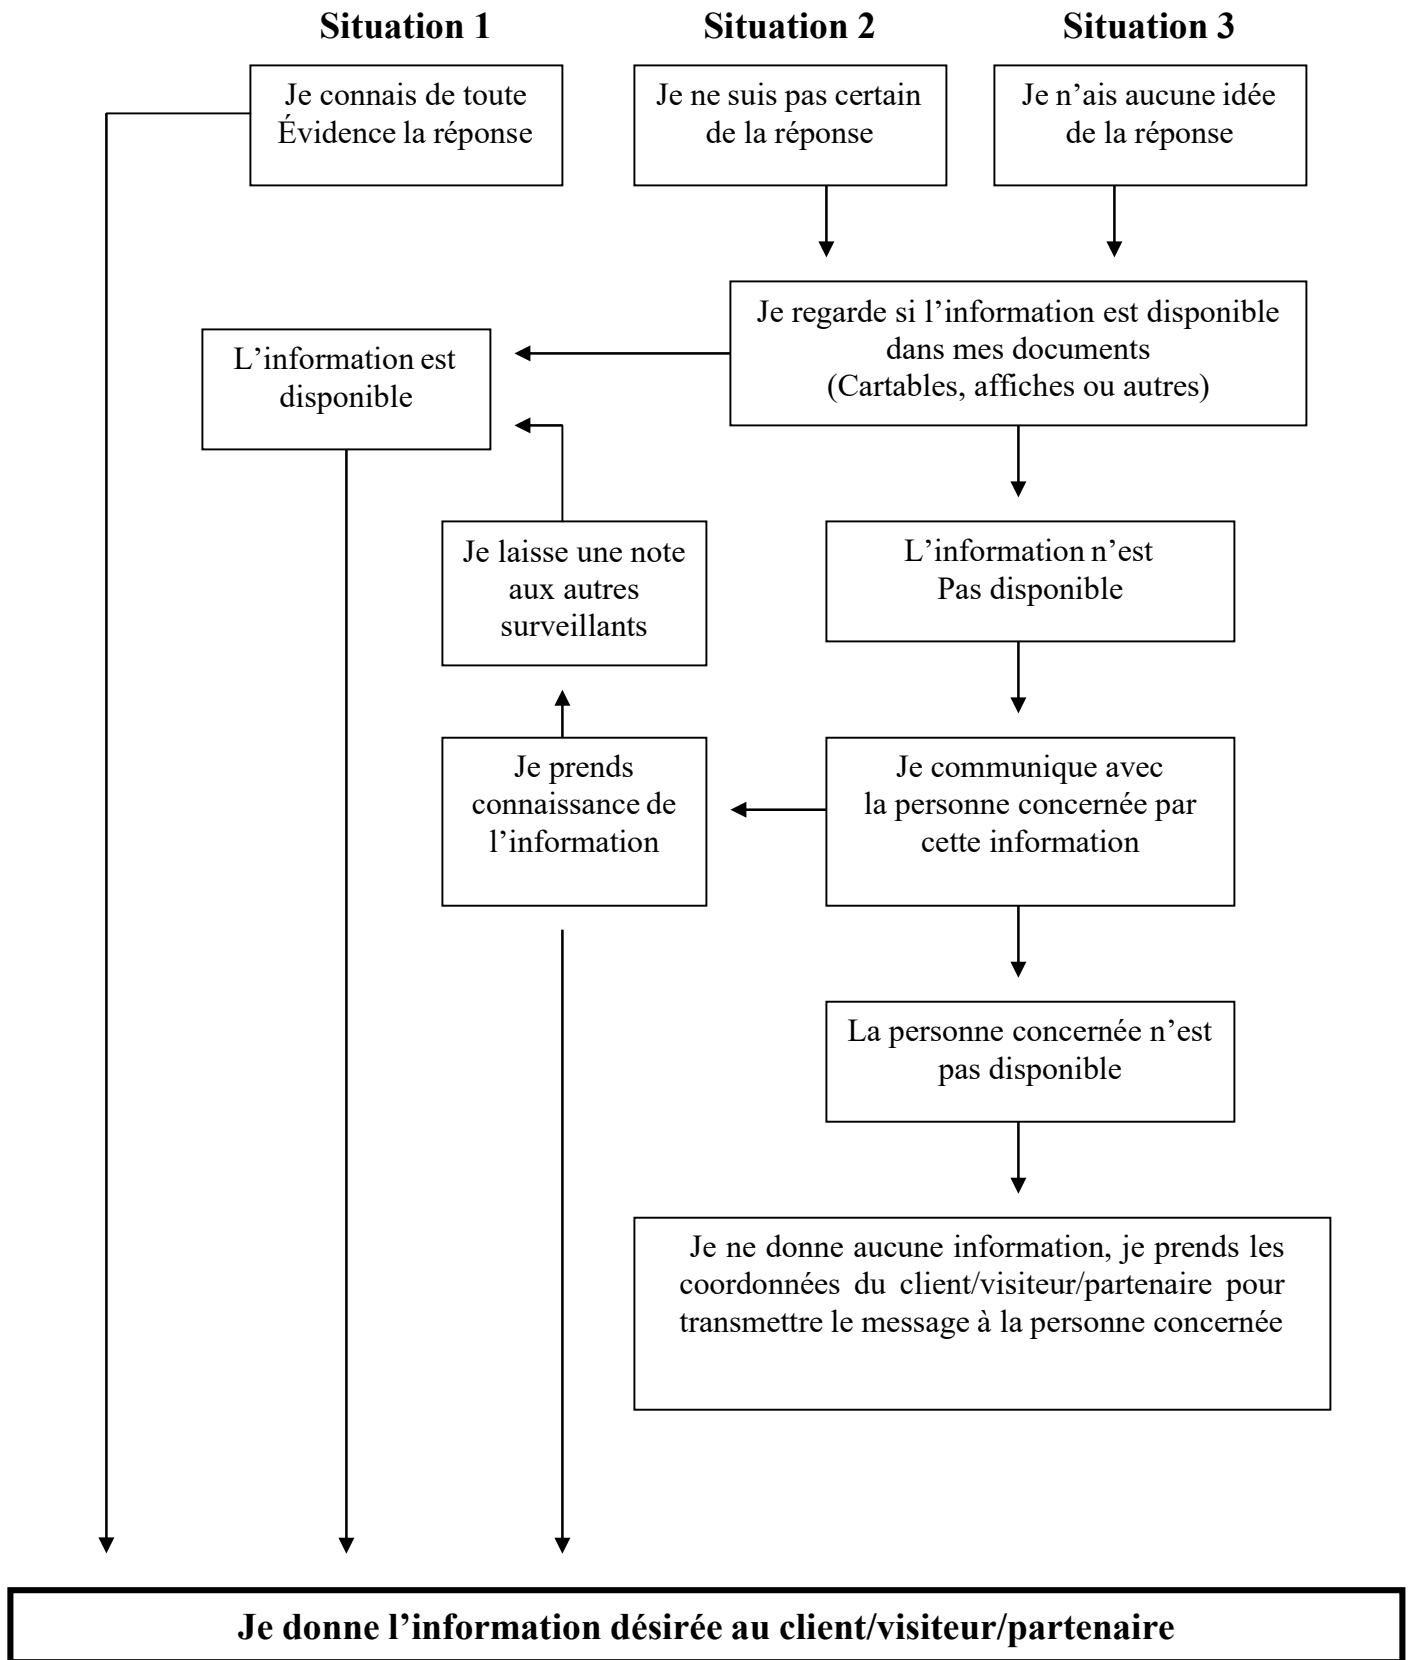 Situation 1
Situation 2
Situation 3
Je connais de toute
Évidence la réponse
Je ne suis pas certain
de la réponse
Je n’ais aucune idée
de la réponse
Je regarde si l’information est disponible
dans mes documents
(Cartables, affiches ou autres)
L’information est
disponible
Je laisse une note
aux autres
surveillants
L’information n’est
Pas disponible
Je prends
connaissance de
l’information
Je communique avec
la personne concernée par
cette information
La personne concernée n’est
pas disponible
Je ne donne aucune information, je prends les
coordonnées du client/visiteur/partenaire pour
transmettre le message à la personne concernée
Je donne l’information désirée au client/visiteur/partenaire